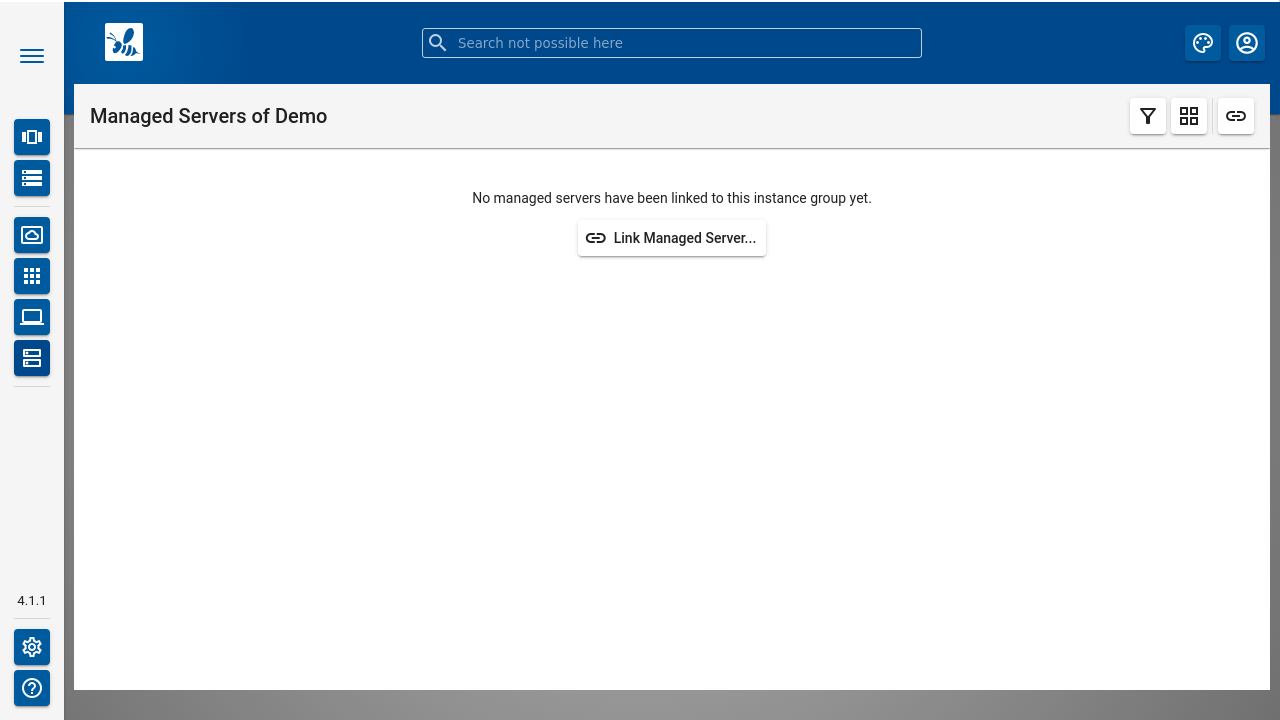 Search not possible here
Managed Servers of Demo
No managed servers have been linked to this instance group yet.
Link Managed Server...
4.1.1